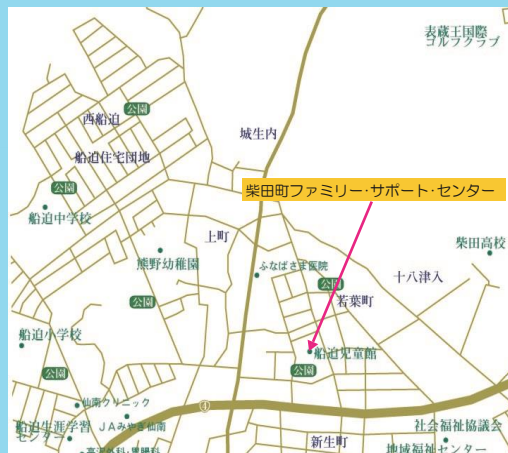 表蔵王国際
ゴルフクラブ
公園
西船迫
城生内
船迫住宅団地
公園
柴田町ファミリー・サポート・センター
船迫中学校
上町
柴田高校
熊野幼稚園
ふなばさま医院
十八津入
公園
公園
若葉町
船迫小学校
船迫児童館
公園
公園
仙南クリニック
4
船迫生涯学習
センター
JAみやぎ仙南
社会福祉協議会
新生町
地域福祉センター